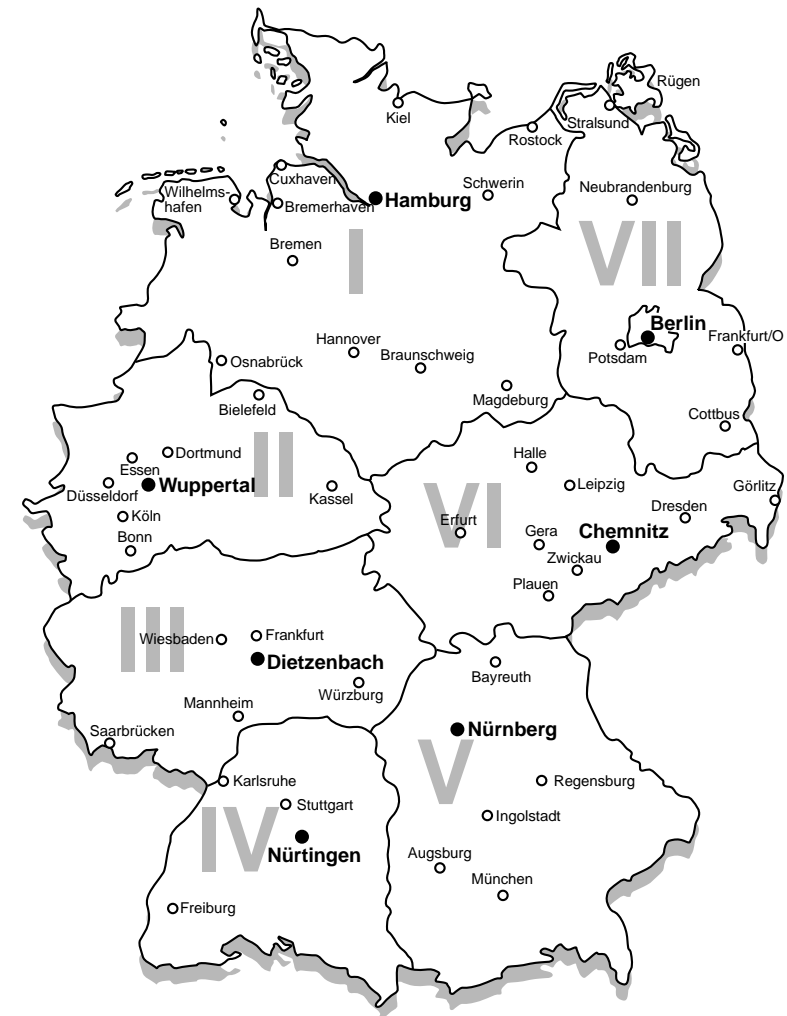 Rügen
Kiel
Stralsund
Rostock
Cuxhaven
Schwerin
Neubrandenburg
Wilhelms-
hafen
Hamburg
Bremerhaven
Bremen
I
VII
Berlin
Hannover
Frankfurt/O
Braunschweig
Potsdam
Osnabrück
Magdeburg
Bielefeld
Cottbus
Dortmund
II
Halle
Essen
Wuppertal
Leipzig
Görlitz
Düsseldorf
Kassel
VI
Dresden
Köln
Erfurt
Gera
Chemnitz
Bonn
Zwickau
Plauen
III
Wiesbaden
Frankfurt
Dietzenbach
Bayreuth
Würzburg
Mannheim
Saarbrücken
Nürnberg
V
Karlsruhe
Regensburg
Stuttgart
Ingolstadt
IV
Nürtingen
Augsburg
München
Freiburg